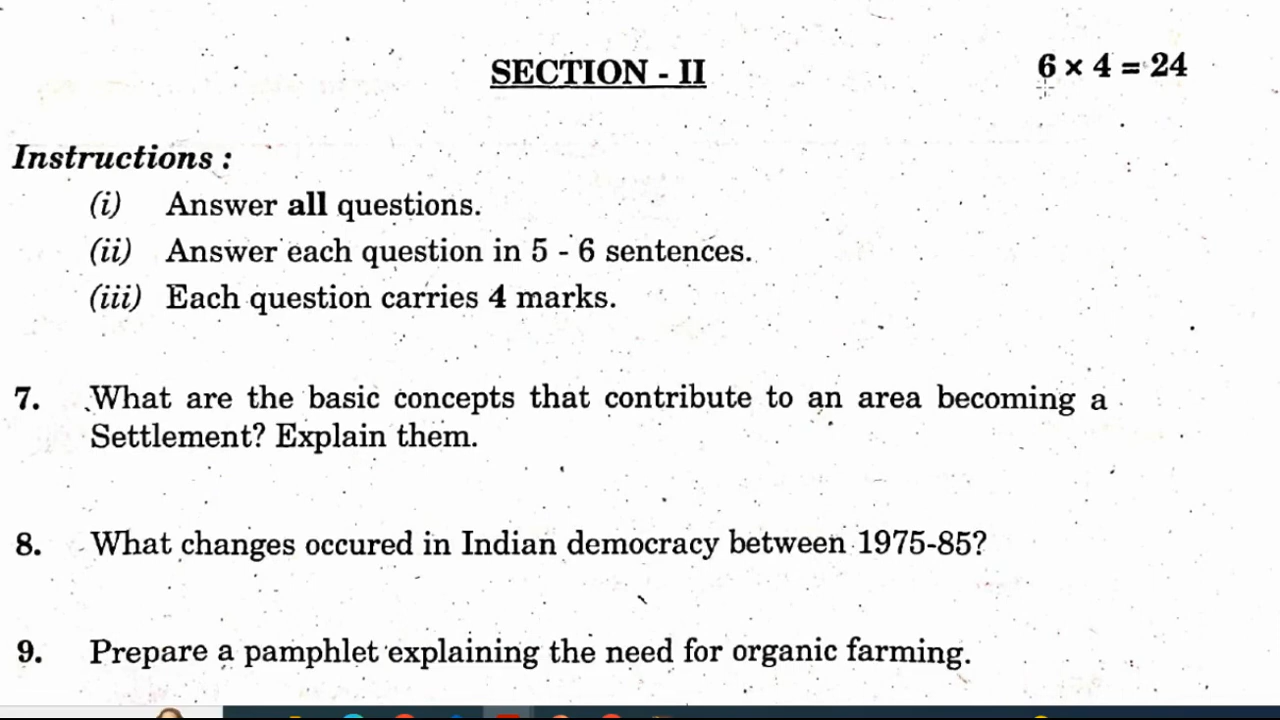 SECTION - II
6 × 4 = 24
Instructions :
(i) Answer all questions.
(ii) Answer each question in 5 - 6 sentences.
(iii) Each question carries 4 marks.
7. What are the basic concepts that contribute to an area becoming a
Settlement? Explain them.
8. What changes occured in Indian democracy between 1975-85?
9. Prepare a pamphlet explaining the need for organic farming.